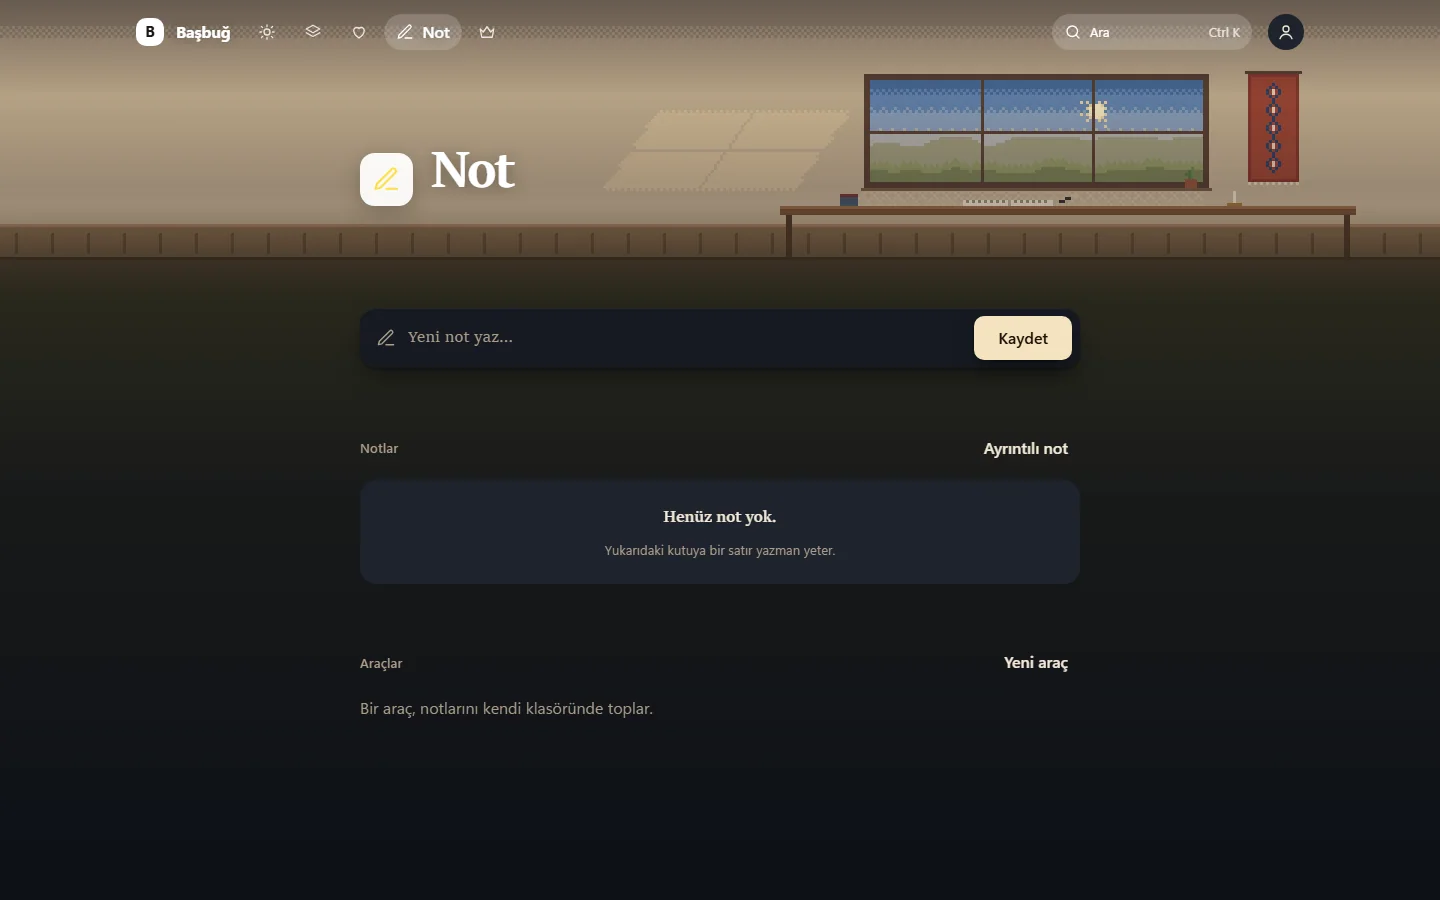 B Başbuğ Not Ara Ctrl K
Not
Yeni not yaz...
Kaydet
Notlar
Ayrıntılı not
Henüz not yok.
Yukarıdaki kutuya bir satır yazman yeter.
Araçlar
Yeni araç
Bir araç, notlarını kendi klasöründe toplar.